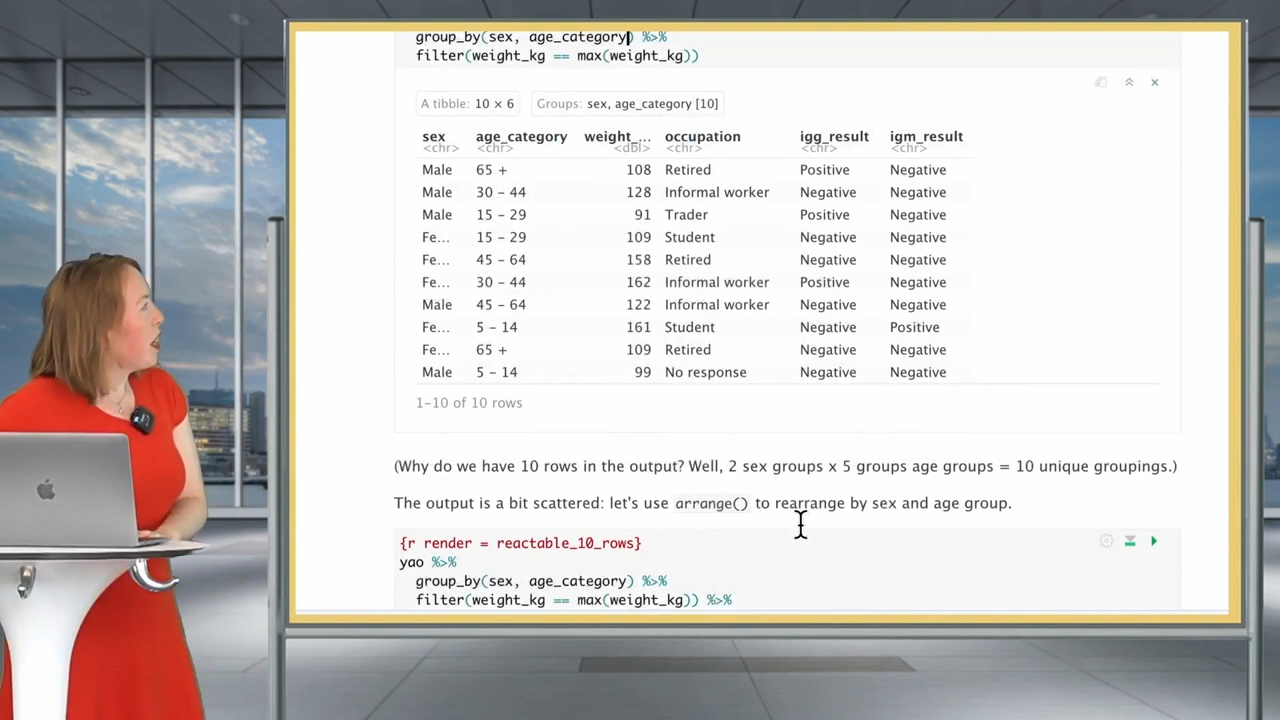 group_by(sex, age_category) %>%
filter(weight_kg == max(weight_kg))
A tibble: 10 × 6 Groups: sex, age_category [10]
sex age_category weight_... occupation igg_result igm_result
<chr> <chr> <dbl> <chr> <chr> <chr>
Male 65 + 108 Retired Positive Negative
Male 30 – 44 128 Informal worker Negative Negative
Male 15 – 29 91 Trader Positive Negative
Fe... 15 – 29 109 Student Negative Negative
Fe... 45 – 64 158 Retired Negative Negative
Fe... 30 – 44 162 Informal worker Positive Negative
Male 45 – 64 122 Informal worker Negative Negative
Fe... 5 – 14 161 Student Negative Positive
Fe... 65 + 109 Retired Negative Negative
Male 5 – 14 99 No response Negative Negative
1–10 of 10 rows
(Why do we have 10 rows in the output? Well, 2 sex groups x 5 groups age groups = 10 unique groupings.)
The output is a bit scattered: let's use arrange() to rearrange by sex and age group.
{r render = reactable_10_rows}
yao %>%
group_by(sex, age_category) %>%
filter(weight_kg == max(weight_kg)) %>%